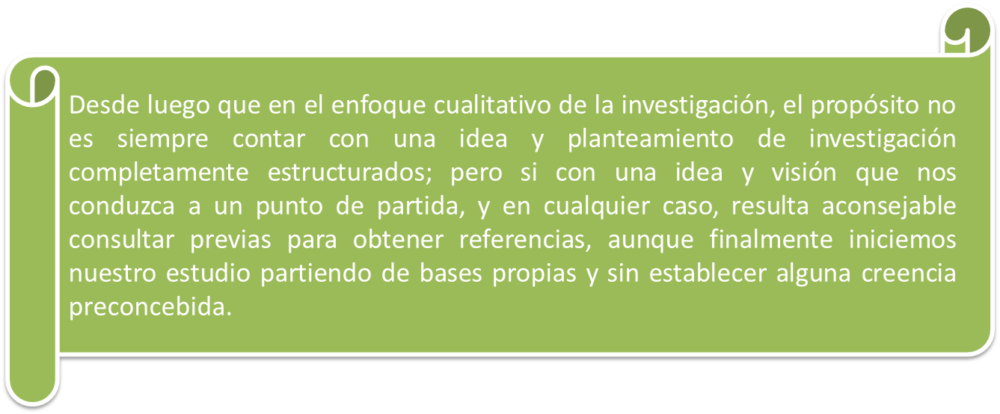 Desde luego que en el enfoque cualitativo de la investigación, el propósito no
es siempre contar con una idea y planteamiento de investigación
completamente estructurados; pero si con una idea y visión que nos
conduzca a un punto de partida, y en cualquier caso, resulta aconsejable
consultar previas para obtener referencias, aunque finalmente iniciemos
nuestro estudio partiendo de bases propias y sin establecer alguna creencia
preconcebida.